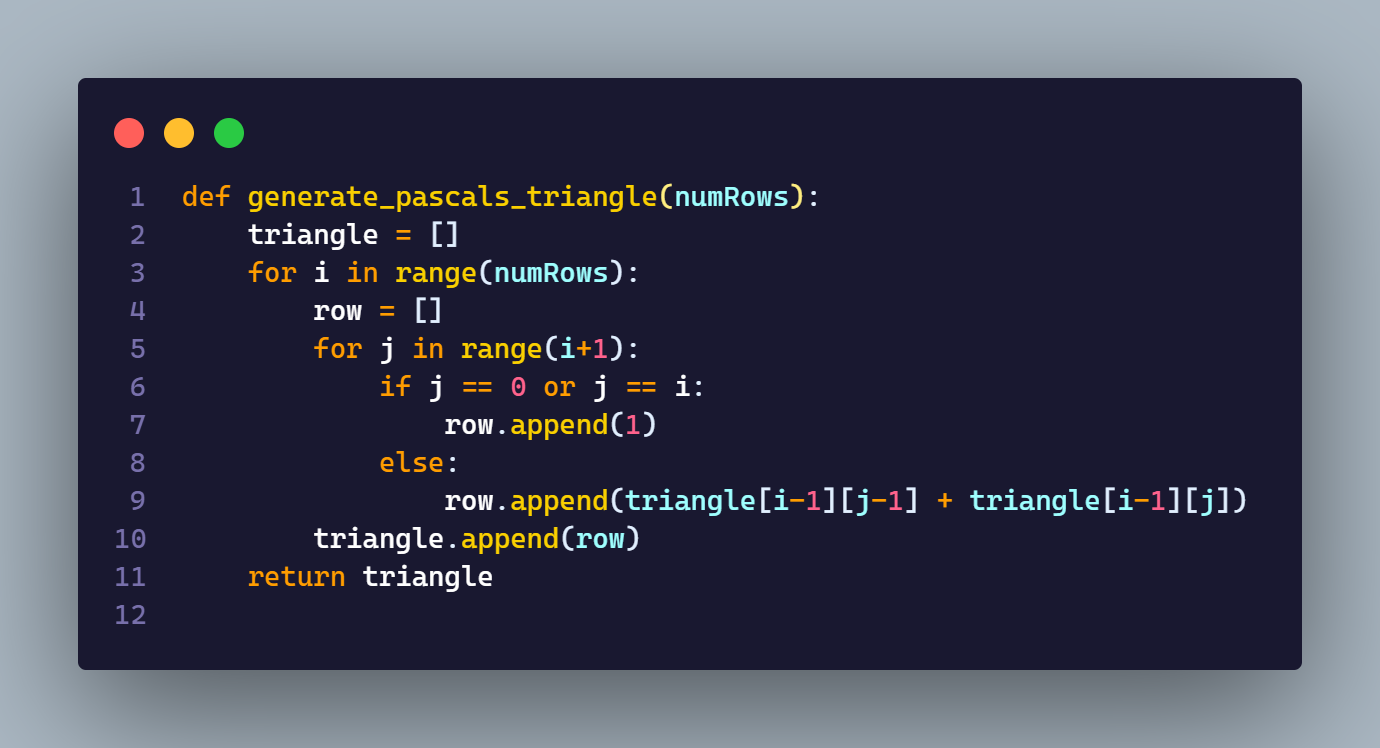 1 def generate_pascals_triangle(numRows):
2     triangle = []
3     for i in range(numRows):
4         row = []
5         for j in range(i+1):
6             if j == 0 or j == i:
7                 row.append(1)
8             else:
9                 row.append(triangle[i-1][j-1] + triangle[i-1][j])
10         triangle.append(row)
11     return triangle
12